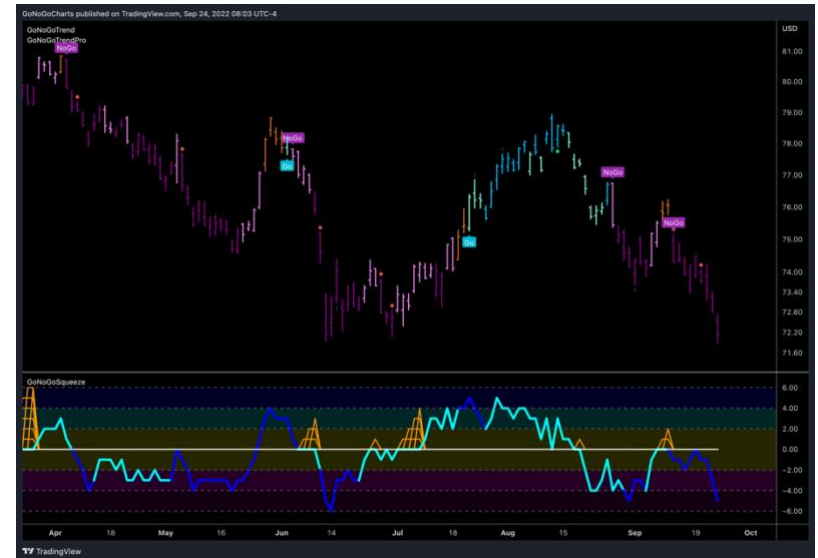 GoNoGoCharts published on TradingView.com, Sep 24, 2022 08:03 UTC-4
GoNoGoTrend
GoNoGoTrendPro
USD
NoGo
81.00
80.00
79.00
78.00
NoGo
Go
77.00
NoGo
76.00
NoGo
75.00
Go
74.00
73.40
72.80
72.20
71.60
GoNoGoSqueeze
6.00
4.00
2.00
0.00
−2.00
−4.00
−6.00
Apr 18 May 16 Jun 14 Jul 18 Aug 15 Sep 19 Oct
TradingView